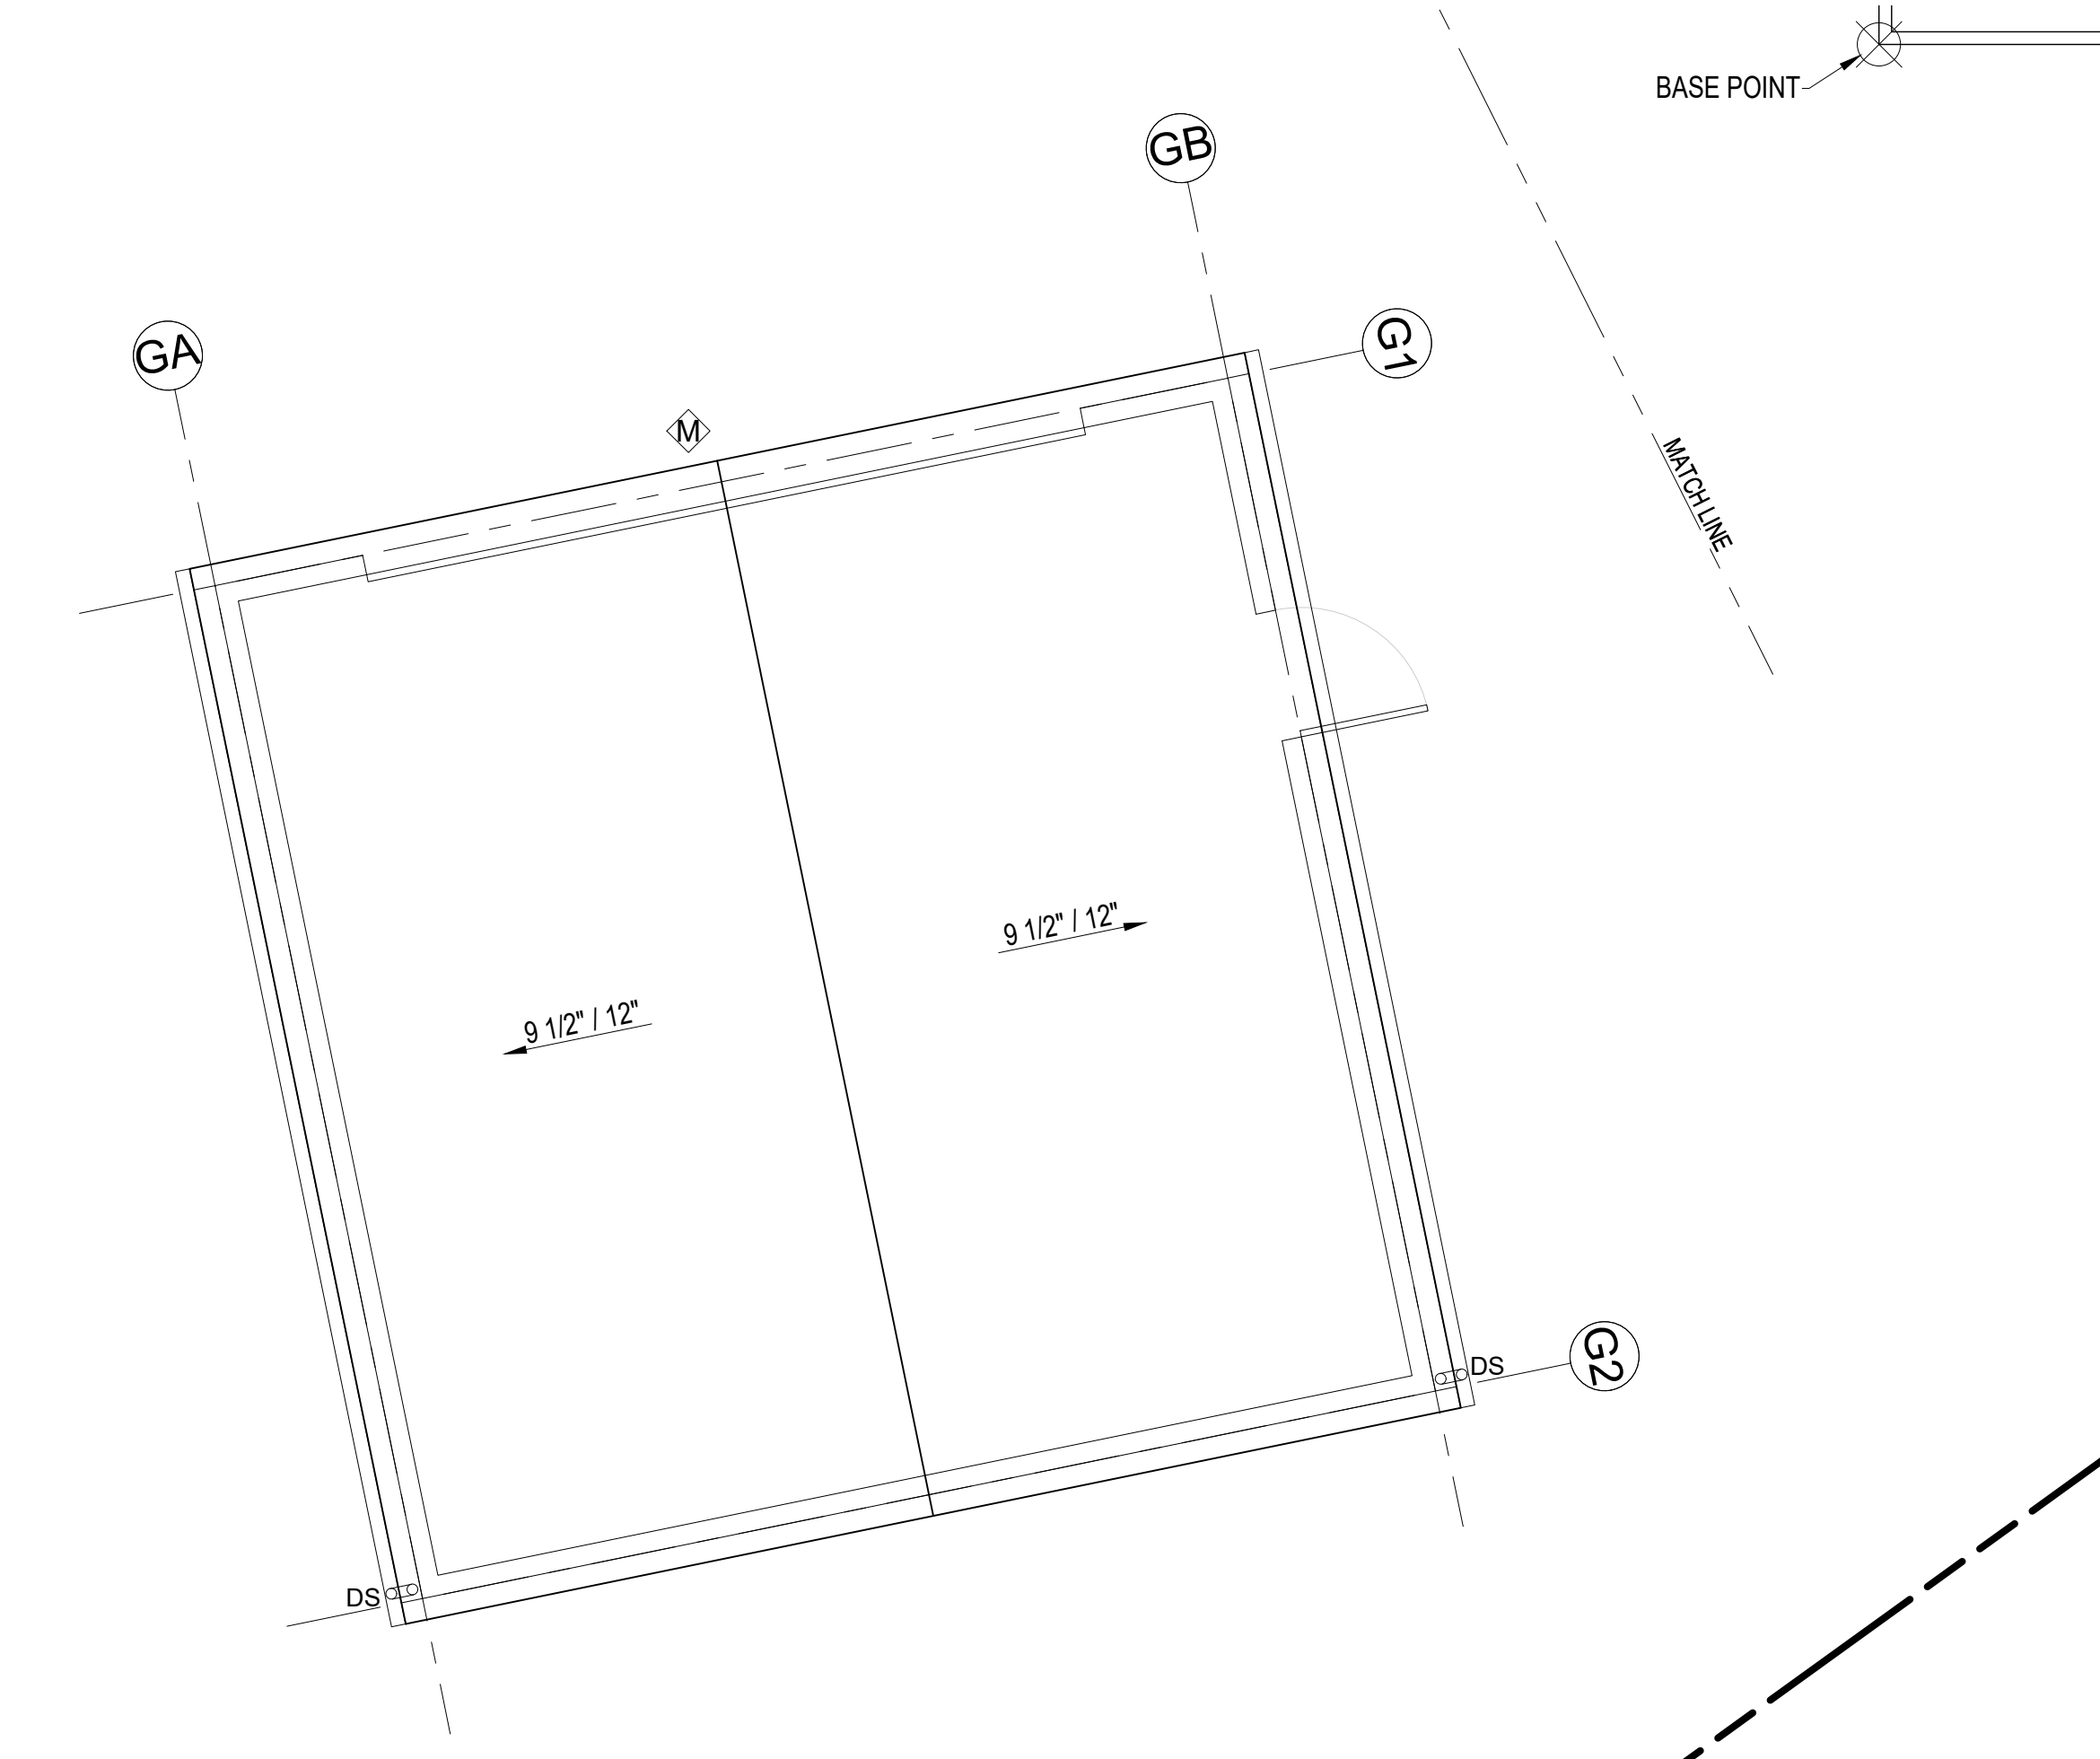 BASE POINT
GB
G1
GA
M
MATCH LINE
9 1/2" / 12"
9 1/2" / 12"
G2
DS
DS